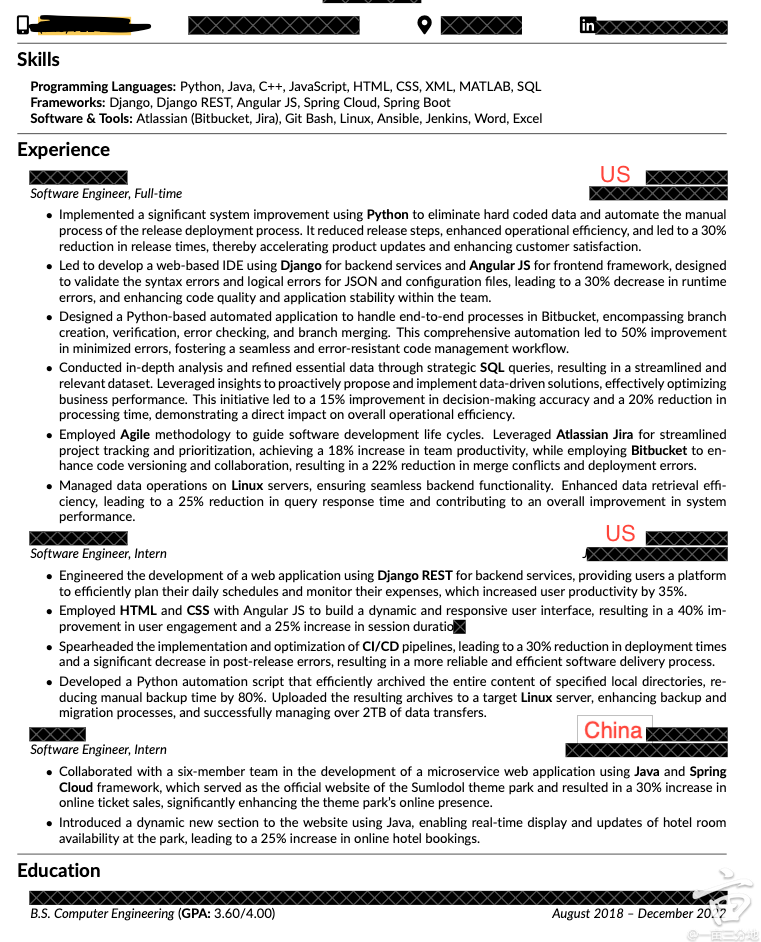 Skills
Programming Languages: Python, Java, C++, JavaScript, HTML, CSS, XML, MATLAB, SQL
Frameworks: Django, Django REST, Angular JS, Spring Cloud, Spring Boot
Software & Tools: Atlassian (Bitbucket, Jira), Git Bash, Linux, Ansible, Jenkins, Word, Excel
Experience
US
Software Engineer, Full-time
• Implemented a significant system improvement using Python to eliminate hard coded data and automate the manual
process of the release deployment process. It reduced release steps, enhanced operational efficiency, and led to a 30%
reduction in release times, thereby accelerating product updates and enhancing customer satisfaction.
• Led to develop a web-based IDE using Django for backend services and Angular JS for frontend framework, designed
to validate the syntax errors and logical errors for JSON and configuration files, leading to a 30% decrease in runtime
errors, and enhancing code quality and application stability within the team.
• Designed a Python-based automated application to handle end-to-end processes in Bitbucket, encompassing branch
creation, verification, error checking, and branch merging. This comprehensive automation led to 50% improvement
in minimized errors, fostering a seamless and error-resistant code management workflow.
• Conducted in-depth analysis and refined essential data through strategic SQL queries, resulting in a streamlined and
relevant dataset. Leveraged insights to proactively propose and implement data-driven solutions, effectively optimizing
business performance. This initiative led to a 15% improvement in decision-making accuracy and a 20% reduction in
processing time, demonstrating a direct impact on overall operational efficiency.
• Employed Agile methodology to guide software development life cycles. Leveraged Atlassian Jira for streamlined
project tracking and prioritization, achieving a 18% increase in team productivity, while employing Bitbucket to en-
hance code versioning and collaboration, resulting in a 22% reduction in merge conflicts and deployment errors.
• Managed data operations on Linux servers, ensuring seamless backend functionality. Enhanced data retrieval effi-
ciency, leading to a 25% reduction in query response time and contributing to an overall improvement in system
performance.
US
Software Engineer, Intern
• Engineered the development of a web application using Django REST for backend services, providing users a platform
to efficiently plan their daily schedules and monitor their expenses, which increased user productivity by 35%.
• Employed HTML and CSS with Angular JS to build a dynamic and responsive user interface, resulting in a 40% im-
provement in user engagement and a 25% increase in session duratio
• Spearheaded the implementation and optimization of CI/CD pipelines, leading to a 30% reduction in deployment times
and a significant decrease in post-release errors, resulting in a more reliable and efficient software delivery process.
• Developed a Python automation script that efficiently archived the entire content of specified local directories, re-
ducing manual backup time by 80%. Uploaded the resulting archives to a target Linux server, enhancing backup and
migration processes, and successfully managing over 2TB of data transfers.
China
Software Engineer, Intern
• Collaborated with a six-member team in the development of a microservice web application using Java and Spring
Cloud framework, which served as the official website of the Sumlodol theme park and resulted in a 30% increase in
online ticket sales, significantly enhancing the theme park's online presence.
• Introduced a dynamic new section to the website using Java, enabling real-time display and updates of hotel room
availability at the park, leading to a 25% increase in online hotel bookings.
Education
B.S. Computer Engineering (GPA: 3.60/4.00)
August 2018 – December 2022
@一亩三分地